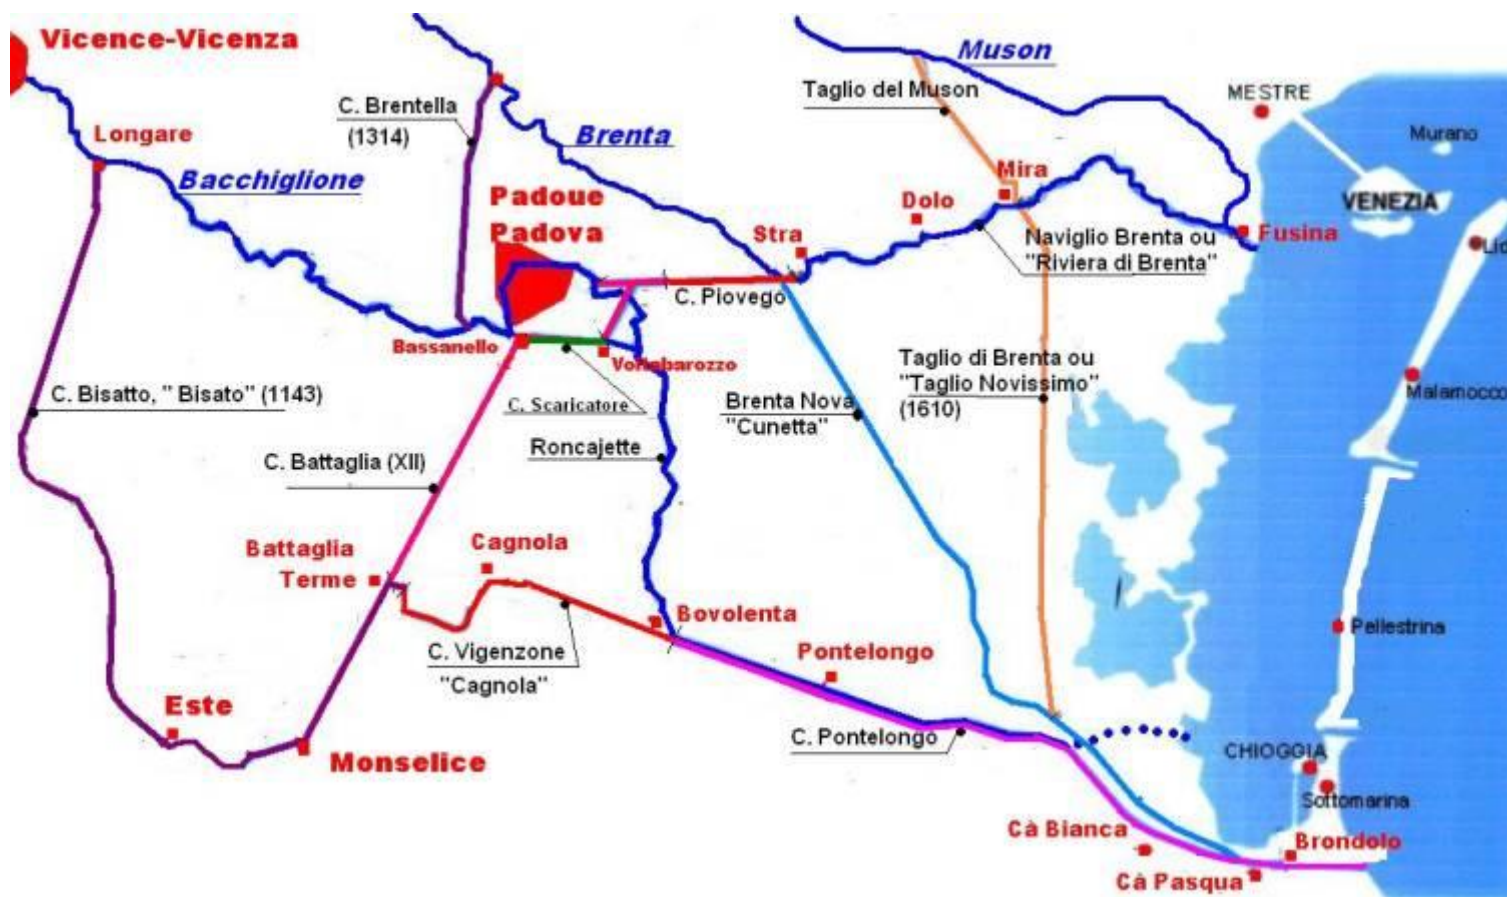 Vicence-Vicenza
Muson
Taglio del Muson
MESTRE
Murano
C. Brentella
(1314)
Longare
Brenta
Bacchiglione
Mira
VENEZIA
Padoue
Padova
Dolo
Stra
Fusina
Naviglio Brenta ou
"Riviera di Brenta"
C. Piovego
Bassanello
Voltabarozzo
Taglio di Brenta ou
"Taglio Novissimo"
(1610)
Malamocco
C. Bisatto, " Bisato" (1143)
C. Scaricatore
Brenta Nova
"Cunetta"
Roncajette
C. Battaglia (XII)
Battaglia
Terme
Cagnola
Bovolenta
Pellestrina
C. Vigenzone
"Cagnola"
Pontelongo
Este
C. Pontelongo
CHIOGGIA
Monselice
Sottomarina
Cà Bianca
Brondolo
Cà Pasqua